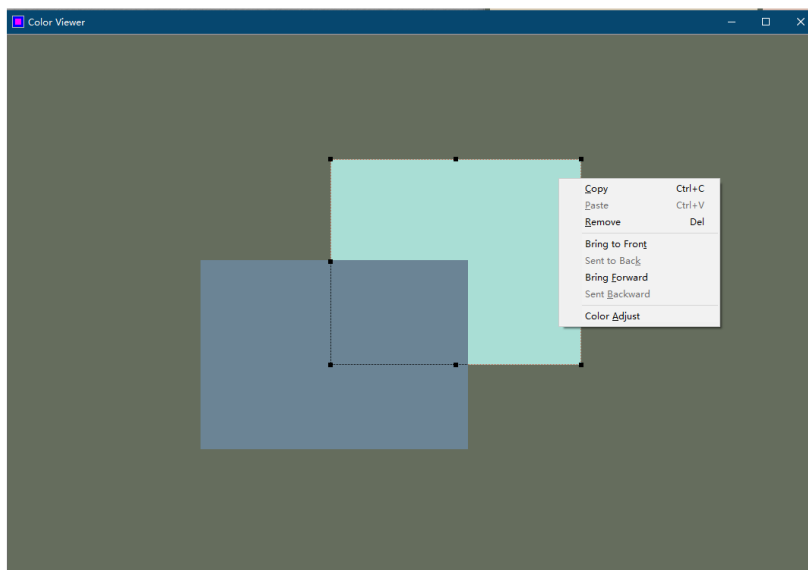 Color Viewer
Copy Ctrl+C
Paste Ctrl+V
Remove Del
Bring to Front
Sent to Back
Bring Forward
Sent Backward
Color Adjust